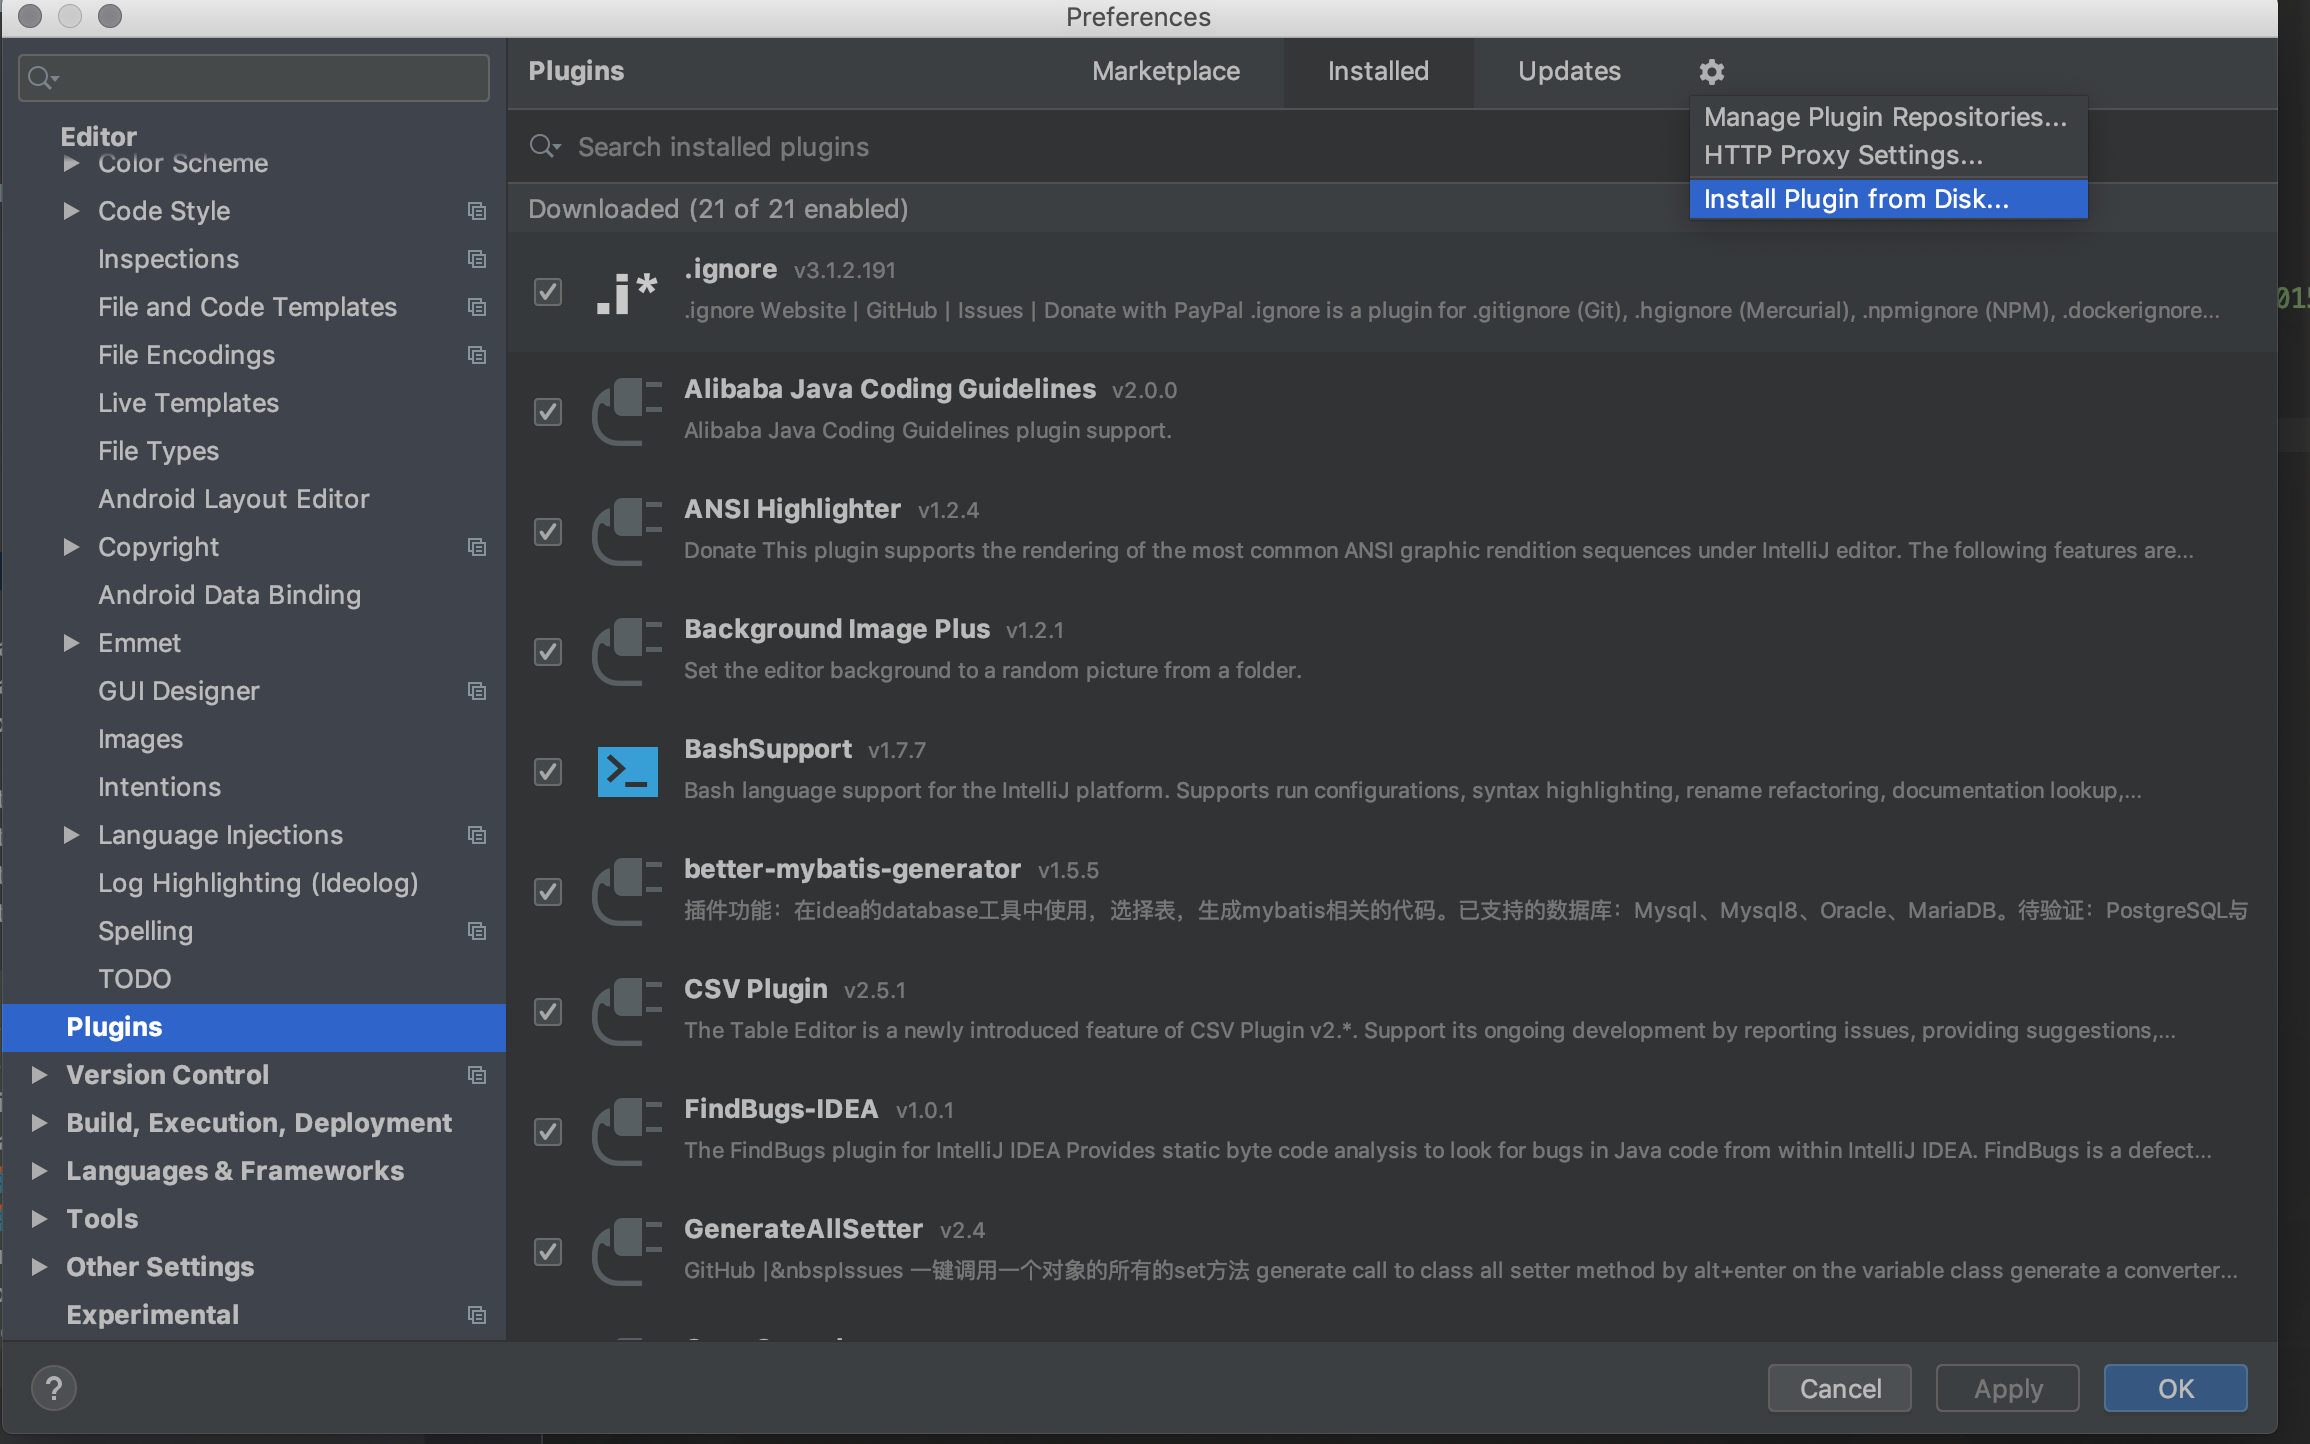 Preferences
Editor
Color Scheme
Code Style
Inspections
File and Code Templates
File Encodings
Live Templates
File Types
Android Layout Editor
Copyright
Android Data Binding
Emmet
GUI Designer
Images
Intentions
Language Injections
Log Highlighting (Ideolog)
Spelling
TODO
Plugins
Version Control
Build, Execution, Deployment
Languages & Frameworks
Tools
Other Settings
Experimental
Plugins
Marketplace
Installed
Updates
Manage Plugin Repositories...
HTTP Proxy Settings...
Install Plugin from Disk...
Search installed plugins
Downloaded (21 of 21 enabled)
.i*
.ignore v3.1.2.191
.ignore Website | GitHub | Issues | Donate with PayPal .ignore is a plugin for .gitignore (Git), .hgignore (Mercurial), .npmignore (NPM), .dockerignore...
Alibaba Java Coding Guidelines v2.0.0
Alibaba Java Coding Guidelines plugin support.
ANSI Highlighter v1.2.4
Donate This plugin supports the rendering of the most common ANSI graphic rendition sequences under IntelliJ editor. The following features are...
Background Image Plus v1.2.1
Set the editor background to a random picture from a folder.
BashSupport v1.7.7
Bash language support for the IntelliJ platform. Supports run configurations, syntax highlighting, rename refactoring, documentation lookup,...
better-mybatis-generator v1.5.5
插件功能：在idea的database工具中使用，选择表，生成mybatis相关的代码。已支持的数据库：Mysql、Mysql8、Oracle、MariaDB。待验证：PostgreSQL与
CSV Plugin v2.5.1
The Table Editor is a newly introduced feature of CSV Plugin v2.*. Support its ongoing development by reporting issues, providing suggestions,...
FindBugs-IDEA v1.0.1
The FindBugs plugin for IntelliJ IDEA Provides static byte code analysis to look for bugs in Java code from within IntelliJ IDEA. FindBugs is a defect...
GenerateAllSetter v2.4
GitHub |&nbspIssues 一键调用一个对象的所有的set方法 generate call to class all setter method by alt+enter on the variable class generate a converter...
?
Cancel
Apply
OK